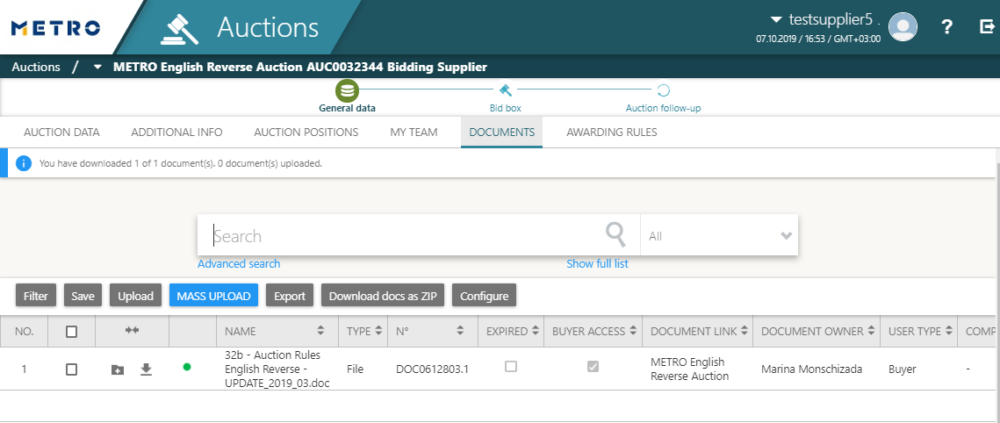 METRO
Auctions
testsupplier5 .
07.10.2019 / 16:53 / GMT+03:00
?
Auctions / METRO English Reverse Auction AUC0032344 Bidding Supplier
General data
Bid box
Auction follow-up
AUCTION DATA ADDITIONAL INFO AUCTION POSITIONS MY TEAM DOCUMENTS AWARDING RULES
i You have downloaded 1 of 1 document(s). 0 document(s) uploaded.
Search
All
Advanced search
Show full list
Filter Save Upload MASS UPLOAD Export Download docs as ZIP Configure
NO. NAME TYPE N° EXPIRED BUYER ACCESS DOCUMENT LINK DOCUMENT OWNER USER TYPE COMP
1
32b - Auction Rules
English Reverse -
UPDATE_2019_03.doc
File
DOC0612803.1
METRO English
Reverse Auction
Marina Monschizada
Buyer
-